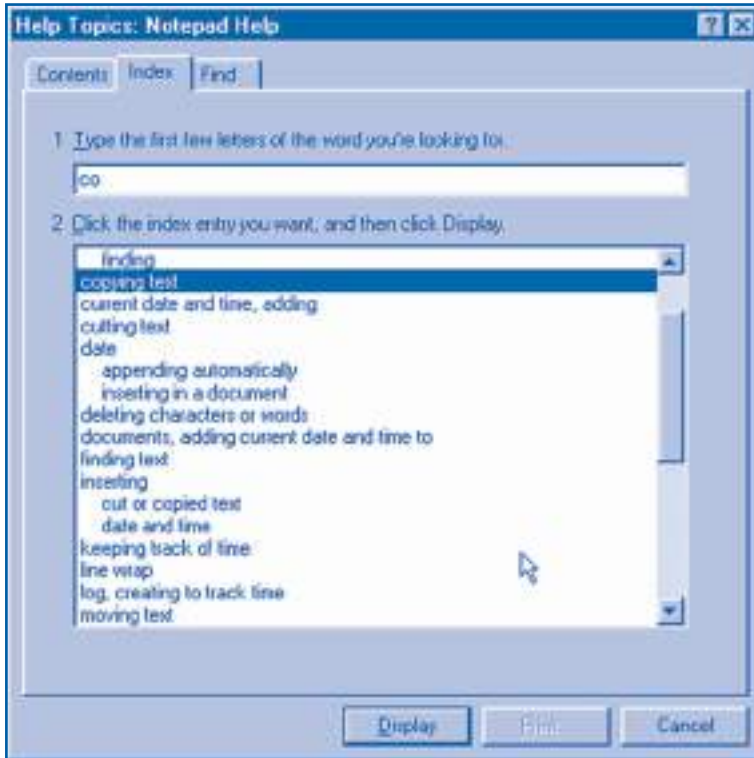 Help Topics: Notepad Help
Contents Index Find
1 Type the first few letters of the word you're looking for.
co
2 Click the index entry you want, and then click Display.
finding
copying text
current date and time, adding
cutting text
date
appending automatically
inserting in a document
deleting characters or words
documents, adding current date and time to
finding text
inserting
cut or copied text
date and time
keeping track of time
line wrap
log, creating to track time
moving text
Display Print... Cancel